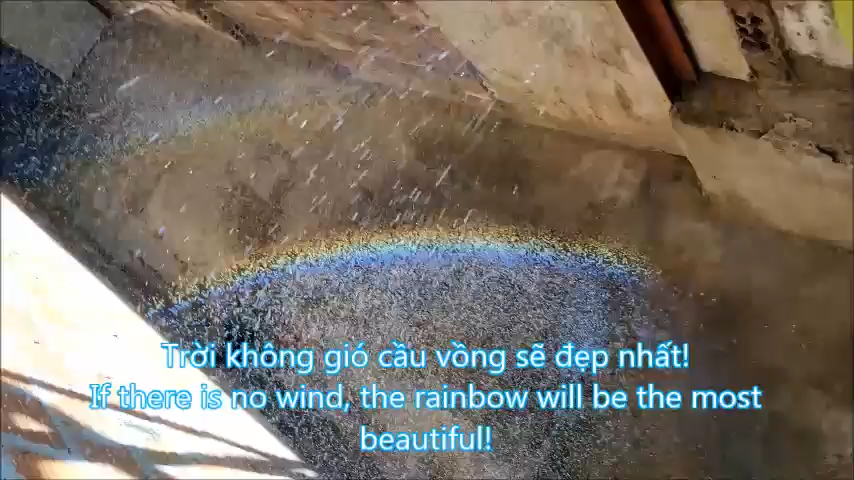 Trời không gió cầu vồng sẽ đẹp nhất!
If there is no wind, the rainbow will be the most
beautiful!